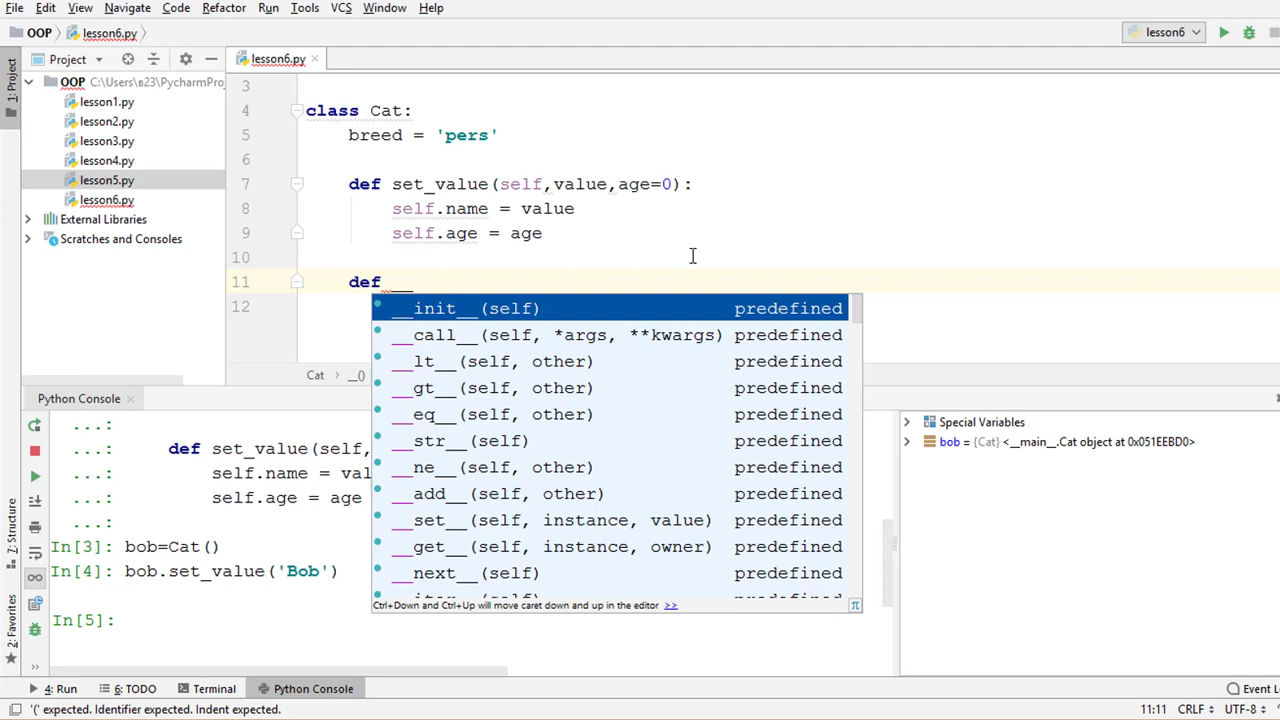 File Edit View Navigate Code Refactor Run Tools VCS Window Help
OOP lesson6.py lesson6
1: Project Project lesson6.py
OOP C:\Users\в23\PycharmProj
lesson1.py
lesson2.py
lesson3.py
lesson4.py
lesson5.py
lesson6.py
External Libraries
Scratches and Consoles
3
4 class Cat:
5 breed = 'pers'
6
7 def set_value(self,value,age=0):
8 self.name = value
9 self.age = age
10
11 def __
12
__init__(self) predefined
__call__(self, *args, **kwargs) predefined
__lt__(self, other) predefined
__gt__(self, other) predefined
__eq__(self, other) predefined
__str__(self) predefined
__ne__(self, other) predefined
__add__(self, other) predefined
__set__(self, instance, value) predefined
__get__(self, instance, owner) predefined
__next__(self) predefined
Ctrl+Down and Ctrl+Up will move caret down and up in the editor >> π
Cat › __()
Python Console
...:
...: def set_value(self,
...: self.name = val
...: self.age = age
...:
In[3]: bob=Cat()
In[4]: bob.set_value('Bob')
In[5]:
Special Variables
bob = {Cat} <__main__.Cat object at 0x051EEBD0>
7: Structure
2: Favorites
4: Run 6: TODO Terminal Python Console Event L
'(' expected. Identifier expected. Indent expected. 11:11 CRLF UTF-8